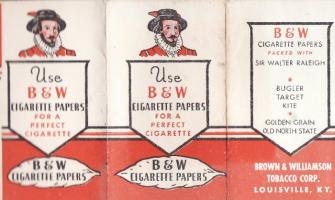 Use
B & W
CIGARETTE PAPERS
FOR A
PERFECT
CIGARETTE
B & W
CIGARETTE PAPERS
Use
B & W
CIGARETTE PAPERS
FOR A
PERFECT
CIGARETTE
B & W
CIGARETTE PAPERS
B & W
CIGARETTE PAPERS
PACKED WITH
SIR WALTER RALEIGH
BUGLER
TARGET
KITE
GOLDEN GRAIN
OLD NORTH STATE
BROWN & WILLIAMSON
TOBACCO CORP.
LOUISVILLE, KY.